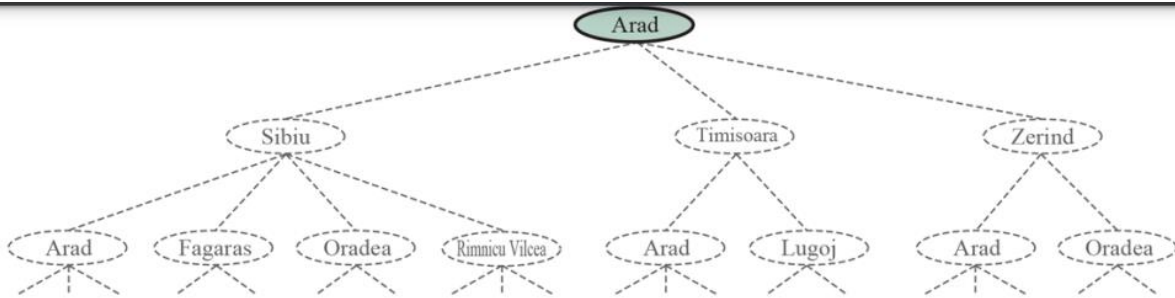 Arad
Sibiu Timisoara Zerind
Arad Fagaras Oradea Rimnicu Vilcea Arad Lugoj Arad Oradea